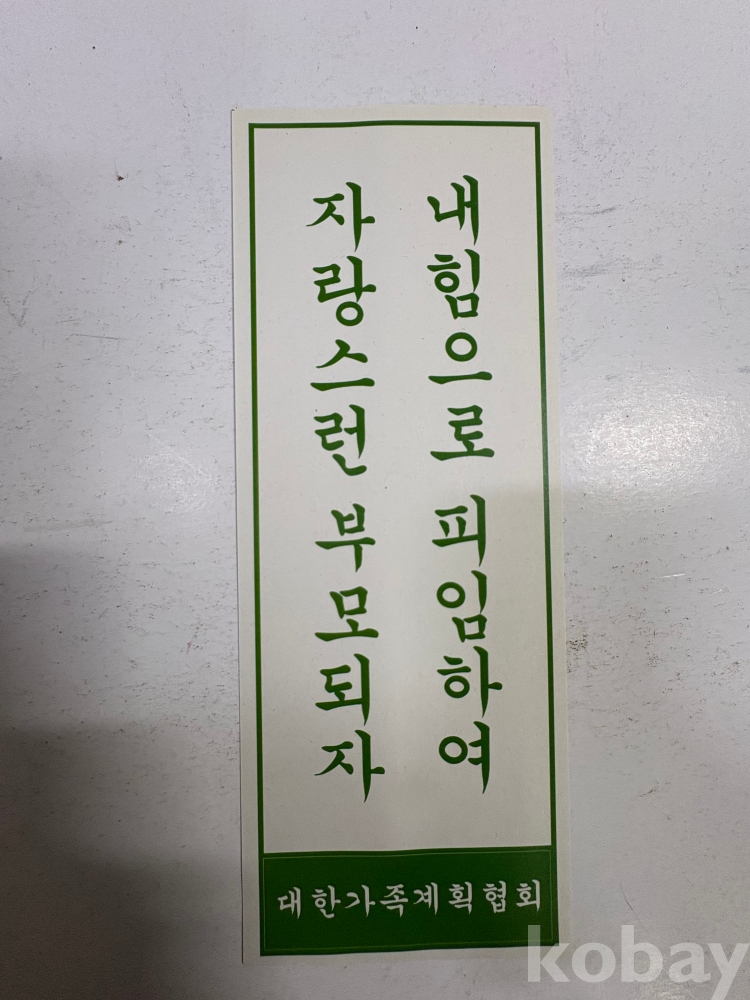 내힘으로 피임하여
자랑스런 부모되자
대한가족계획협회
kobay